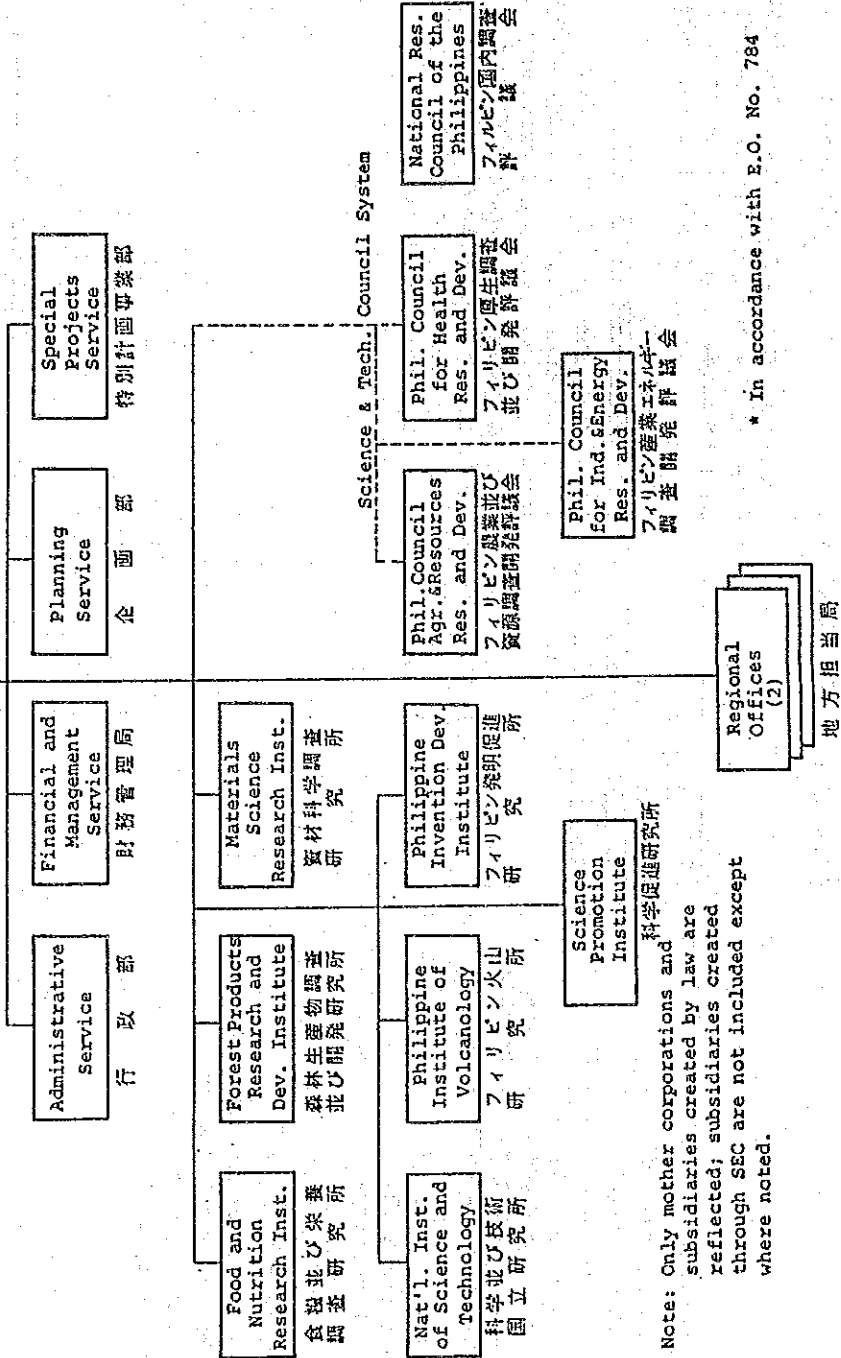 Administrative
Service
行政部
Financial and
Management
Service
財務管理局
Planning
Service
企画部
Special
Projects
Service
特別計画事業部
Food and
Nutrition
Research Inst.
食糧並び栄養
調査研究所
Forest Products
Research and
Dev. Institute
森林生産物調査
並び開発研究所
Materials
Science
Research Inst.
資材科学調査
研究所
Science & Tech. Council System
Nat'l. Inst.
of Science and
Technology
科学並び技術
国立研究所
Philippine
Institute of
Volcanology
フィリピン火山
研究所
Philippine
Invention Dev.
Institute
フィリピン発明促進
研究所
Phil.Council
Agr.&Resources
Res. and Dev.
フィリピン農業並び
資源調査開発評議会
Phil. Council
for Health
Res. and Dev.
フィリピン厚生調査
並び開発評議会
National Res.
Council of the
Philippines
フィルピン国内調査
評議会
Science
Promotion
Institute
科学促進研究所
Phil. Council
for Ind.&Energy
Res. and Dev.
フィリピン産業エネルギー
調査開発評議会
Regional
Offices
(2)
地方担当局
Note: Only mother corporations and
subsidiaries created by law are
reflected; subsidiaries created
through SEC are not included except
where noted.
* In accordance with E.O. No. 784